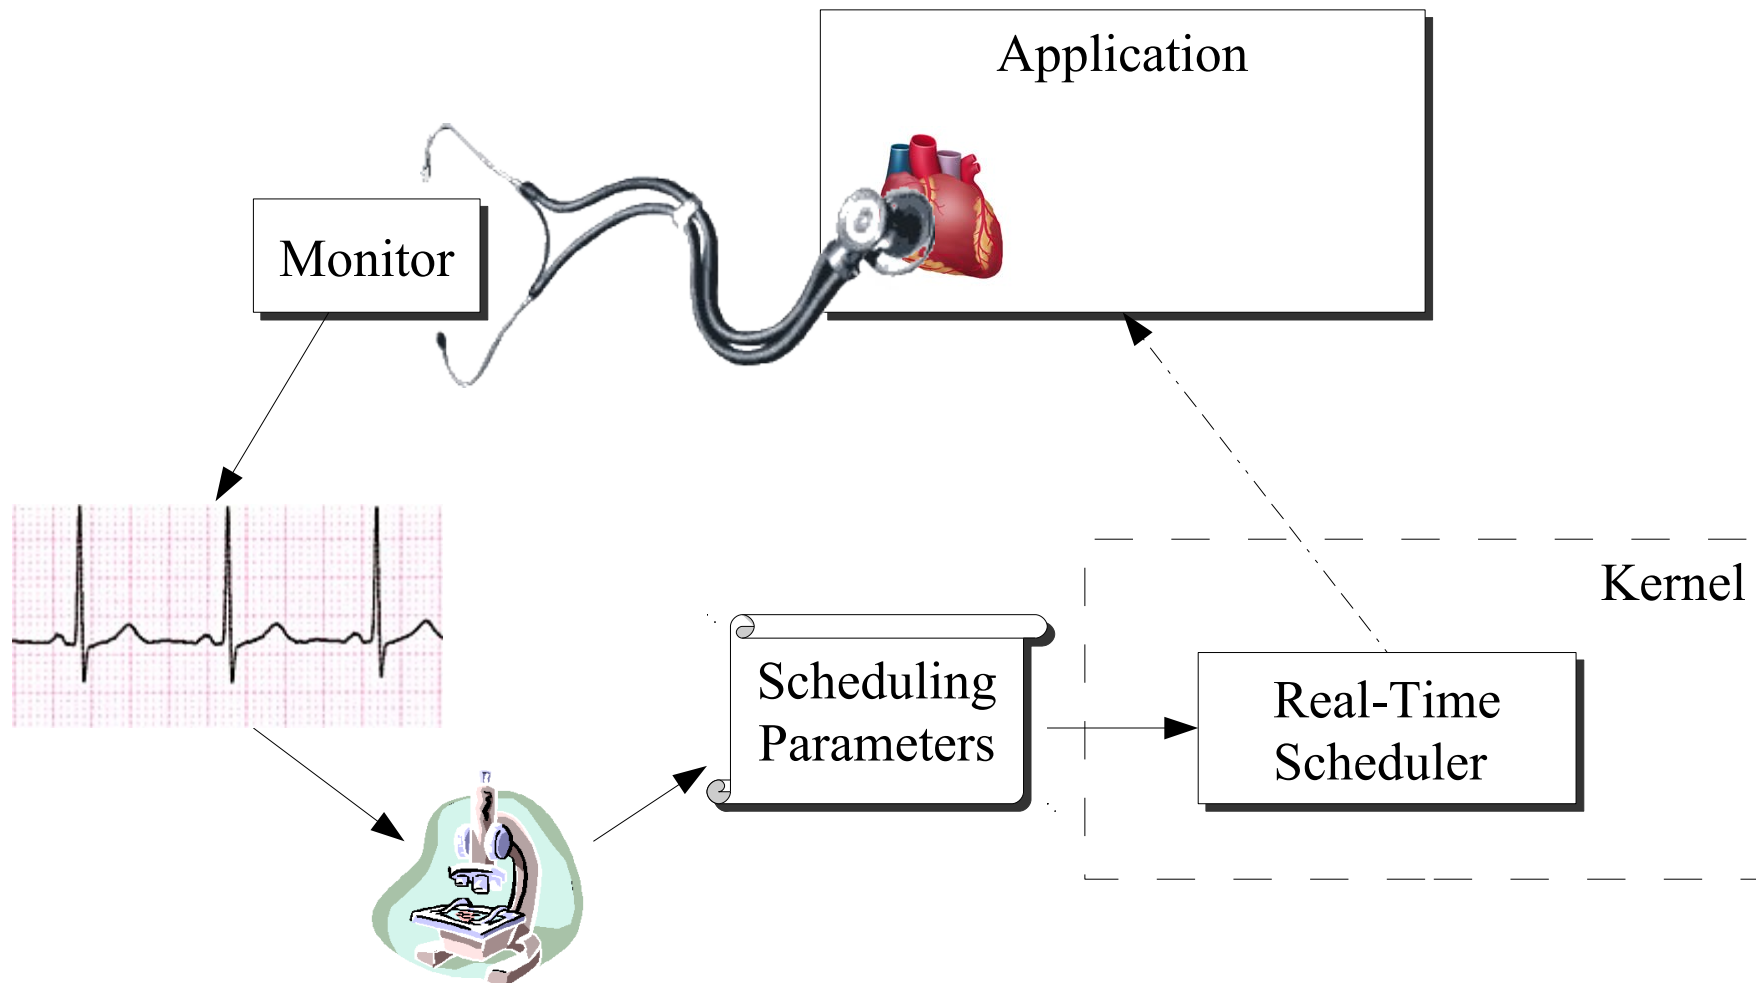 Application
Monitor
Kernel
Scheduling
Parameters
Real-Time
Scheduler